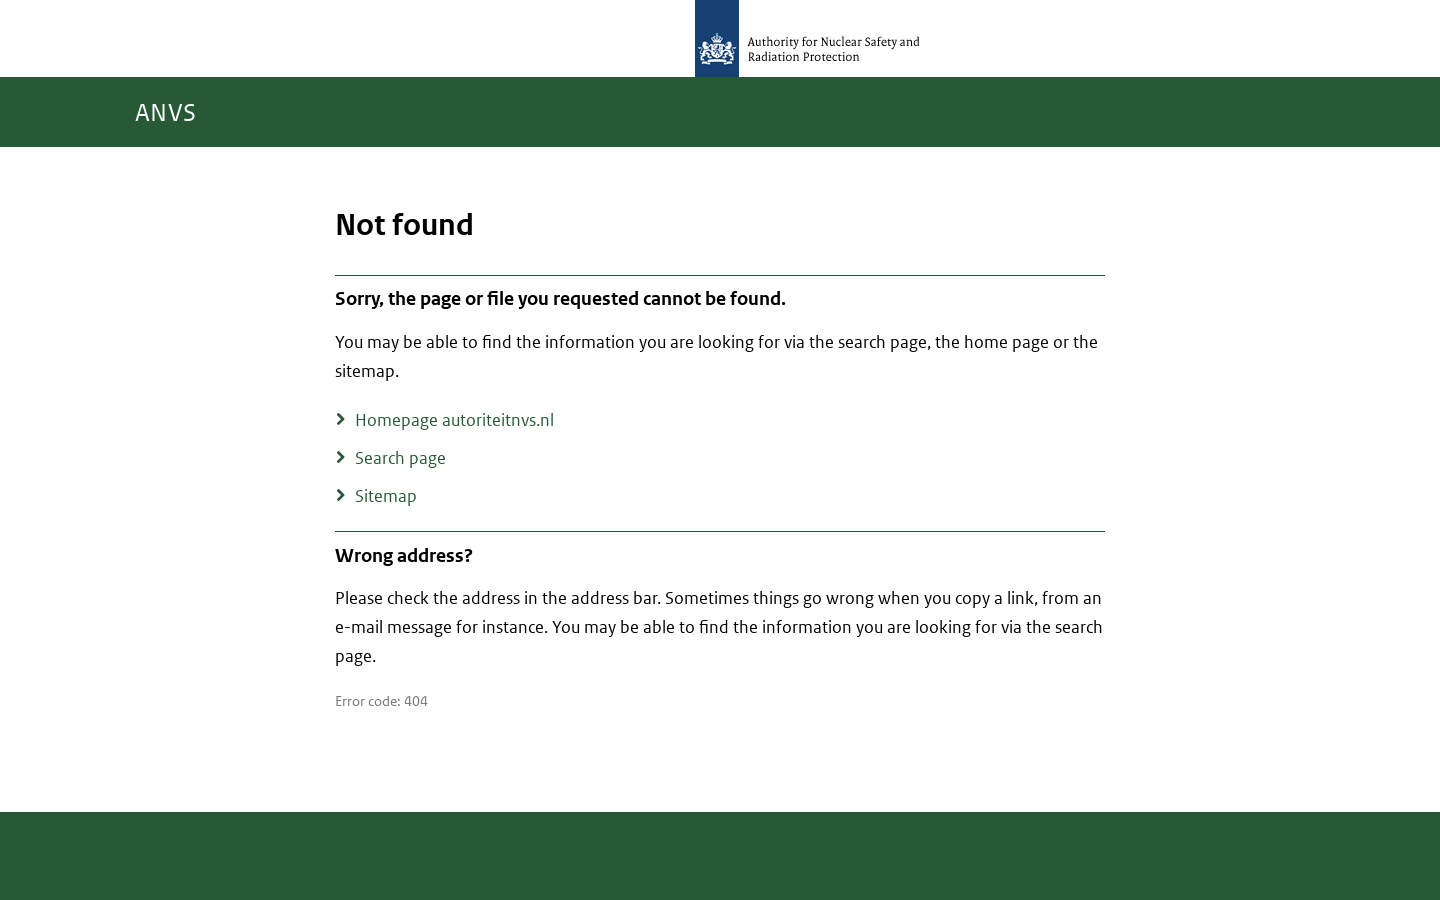 Authority for Nuclear Safety and
Radiation Protection
ANVS
Not found
Sorry, the page or file you requested cannot be found.
You may be able to find the information you are looking for via the search page, the home page or the
sitemap.
Homepage autoriteitnvs.nl
Search page
Sitemap
Wrong address?
Please check the address in the address bar. Sometimes things go wrong when you copy a link, from an
e-mail message for instance. You may be able to find the information you are looking for via the search
page.
Error code: 404